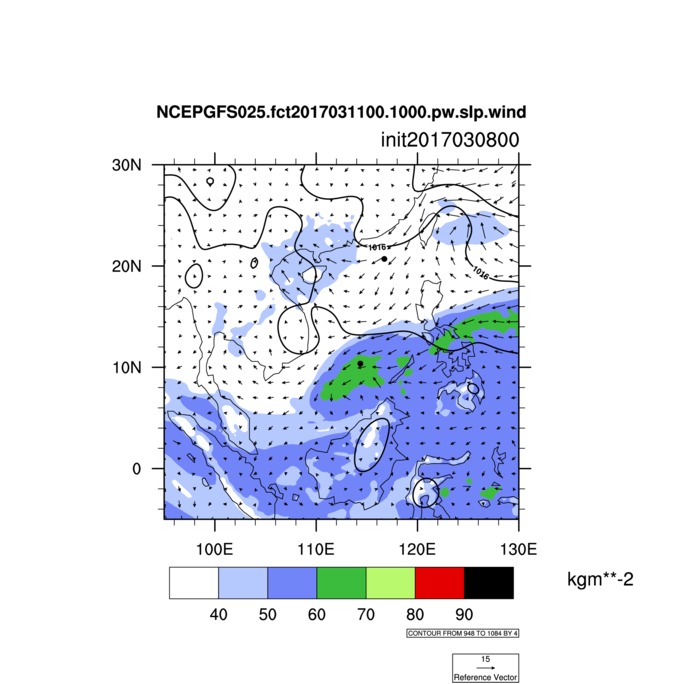 NCEPGFS025.fct2017031100.1000.pw.slp.wind
init2017030800
30N
20N
10N
0
1016
1016
100E
110E
120E
130E
kgm**-2
40
50
60
70
80
90
CONTOUR FROM 948 TO 1084 BY 4
15
Reference Vector